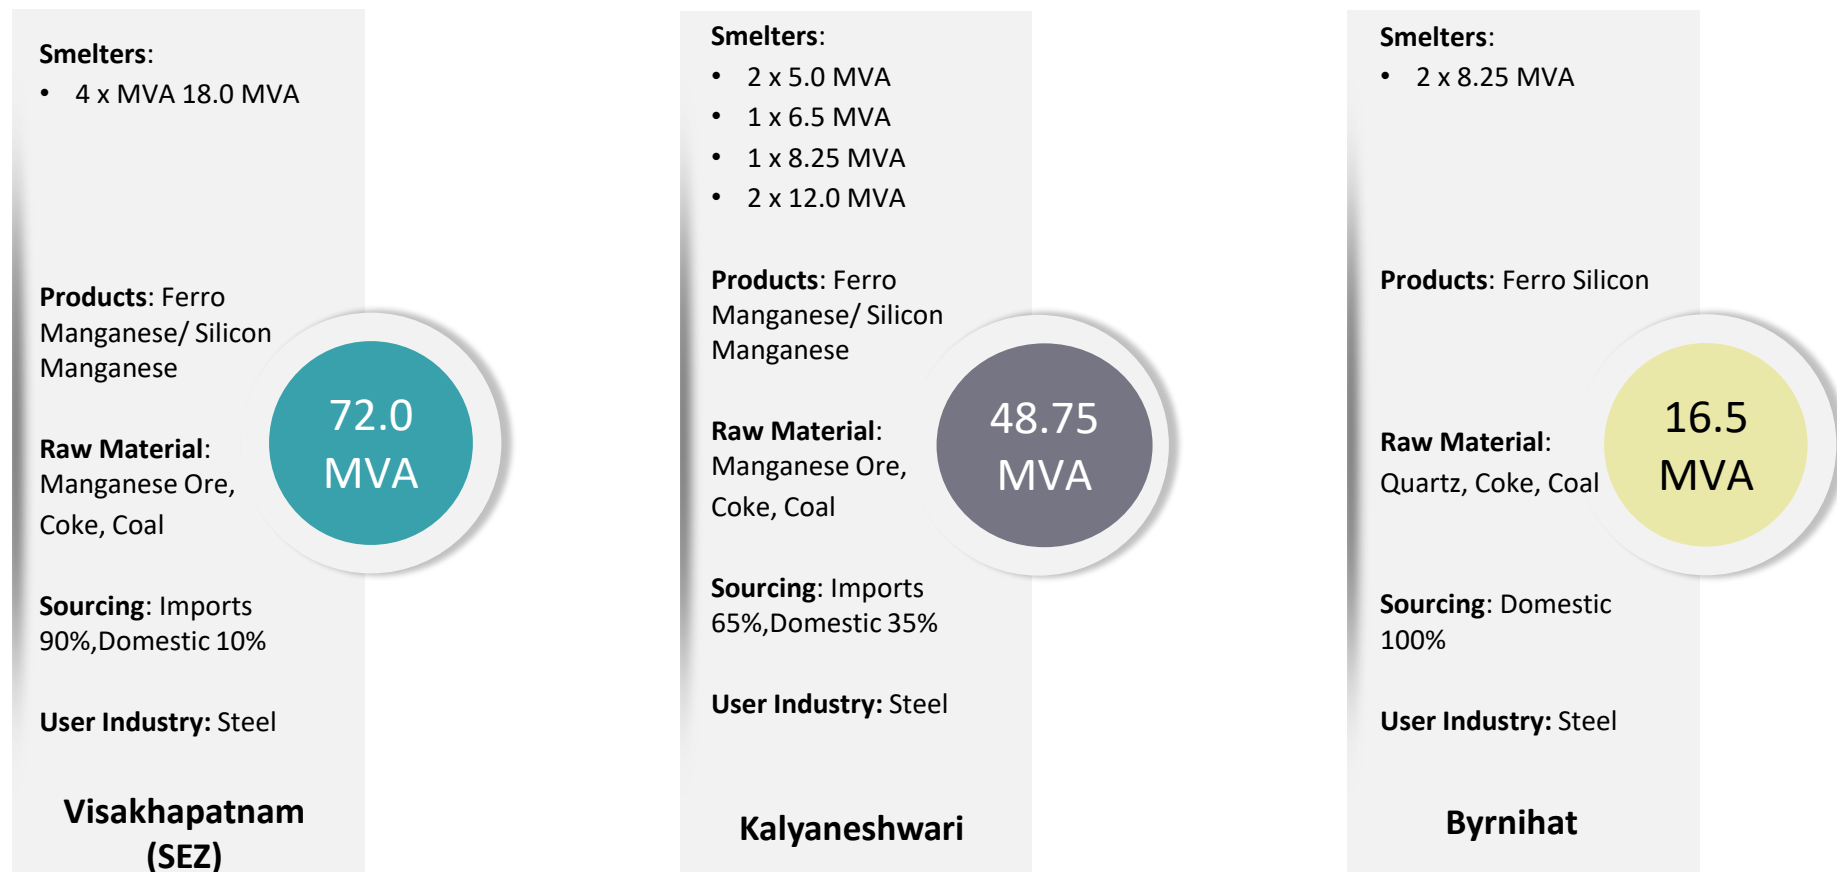 Smelters:
• 4 x MVA 18.0 MVA
Products: Ferro
Manganese/ Silicon
Manganese
Raw Material:
Manganese Ore,
Coke, Coal
Sourcing: Imports
90%,Domestic 10%
User Industry: Steel
72.0
MVA
Visakhapatnam
(SEZ)
Smelters:
• 2 x 5.0 MVA
• 1 x 6.5 MVA
• 1 x 8.25 MVA
• 2 x 12.0 MVA
Products: Ferro
Manganese/ Silicon
Manganese
Raw Material:
Manganese Ore,
Coke, Coal
Sourcing: Imports
65%,Domestic 35%
User Industry: Steel
48.75
MVA
Kalyaneshwari
Smelters:
• 2 x 8.25 MVA
Products: Ferro Silicon
Raw Material:
Quartz, Coke, Coal
Sourcing: Domestic
100%
User Industry: Steel
16.5
MVA
Byrnihat